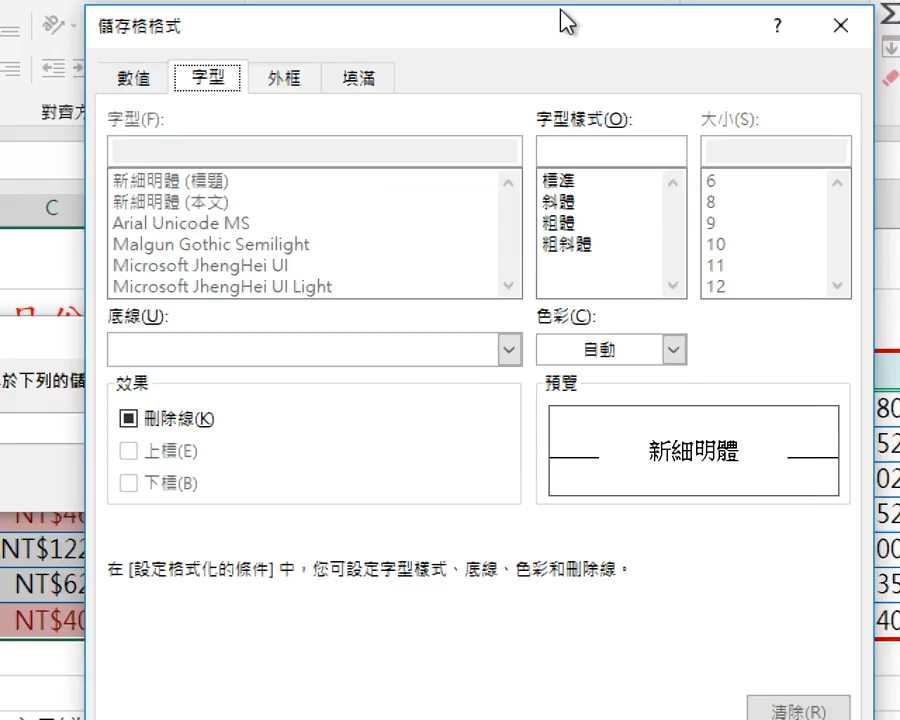 儲存格格式
?
數值 字型 外框 填滿
對齊方
字型(F):
字型樣式(O):
大小(S):
新細明體 (標題)
新細明體 (本文)
Arial Unicode MS
Malgun Gothic Semilight
Microsoft JhengHei UI
Microsoft JhengHei UI Light
標準
斜體
粗體
粗斜體
6
8
9
10
11
12
C
月份
底線(U):
色彩(C):
自動
於下列的儲
效果
刪除線(K)
上標(E)
下標(B)
預覽
新細明體
80
52
02
52
00
35
40
NT$40
NT$122
NT$62
NT$40
在 [設定格式化的條件] 中，您可設定字型樣式、底線、色彩和刪除線。
清除(R)